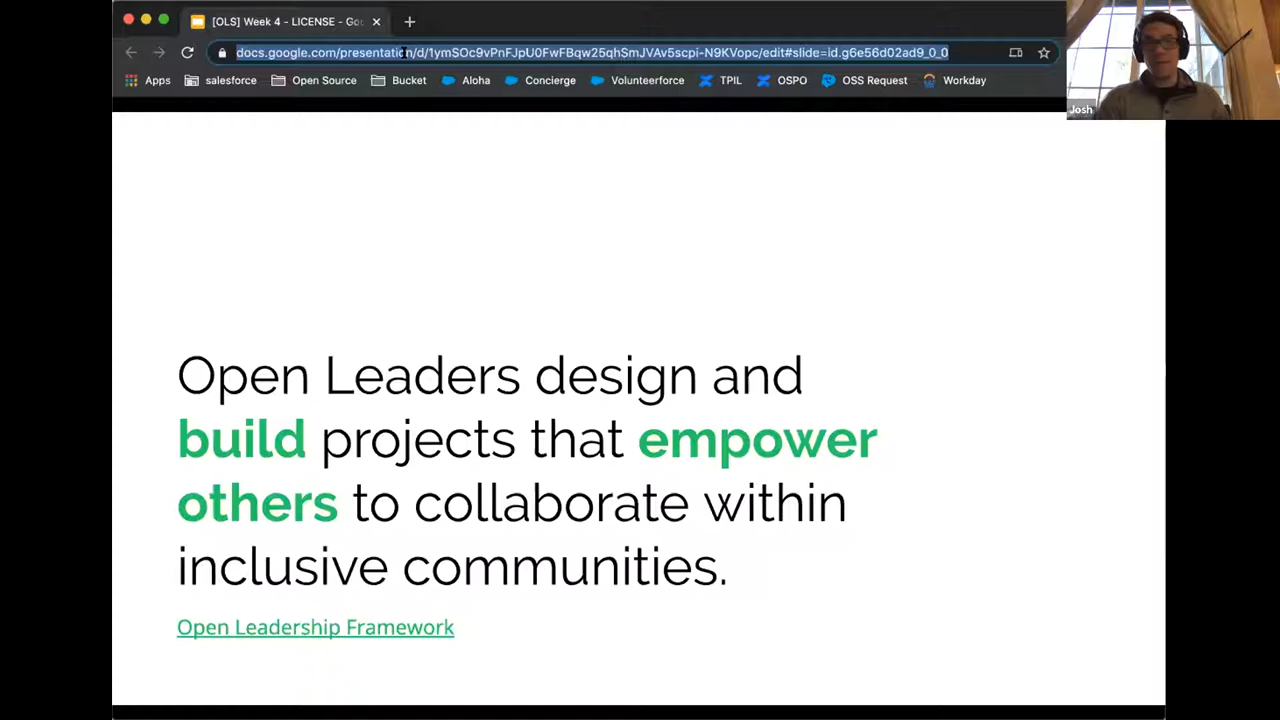 [OLS] Week 4 - LICENSE - Goo
docs.google.com/presentation/d/1ymSOc9vPnFJpU0FwFBqw25qhSmJVAv5scpi-N9KVopc/edit#slide=id.g6e56d02ad9_0_0
Apps salesforce Open Source Bucket Aloha Concierge Volunteerforce TPIL OSPO OSS Request Workday
Josh
Open Leaders design and
build projects that empower
others to collaborate within
inclusive communities.
Open Leadership Framework